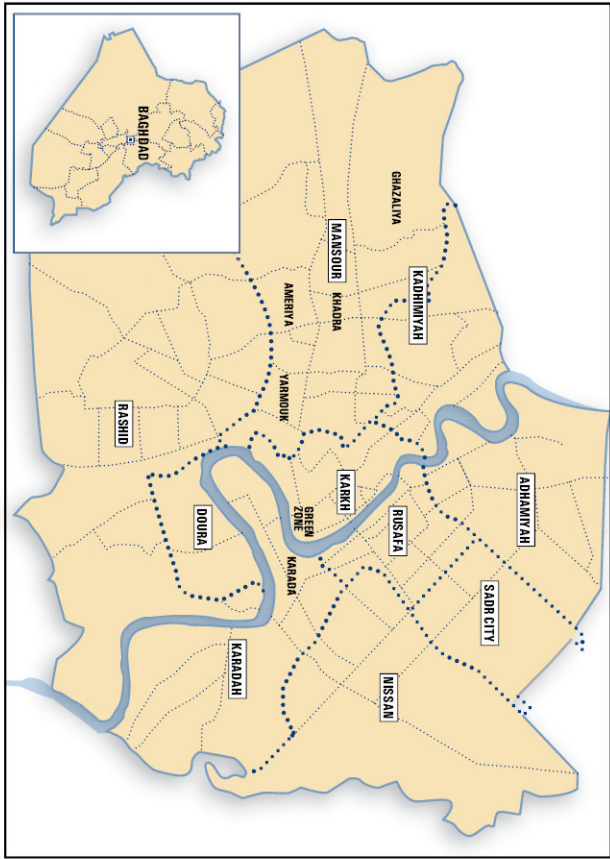 ADHAMIYAH
SADR CITY
KADHIMIYAH
GHAZALIYA
RUSAFA
NISSAN
MANSOUR
KHADRA
KARKH
GREEN
ZONE
KARADA
AMERIYA
YARMOUK
KARADAH
DOURA
BAGHDAD
RASHID